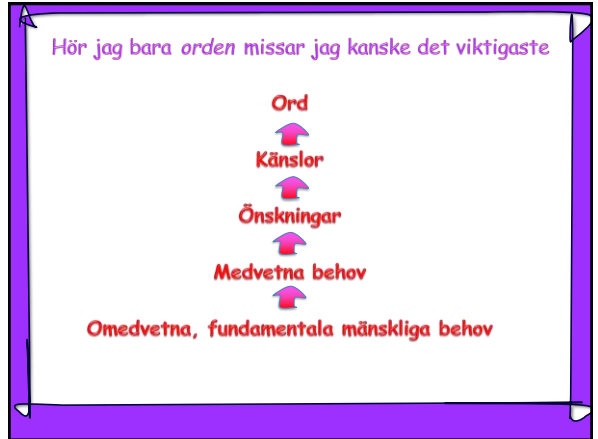 Hör jag bara orden missar jag kanske det viktigaste
Ord
Känslor
Önskningar
Medvetna behov
Omedvetna, fundamentala mänskliga behov